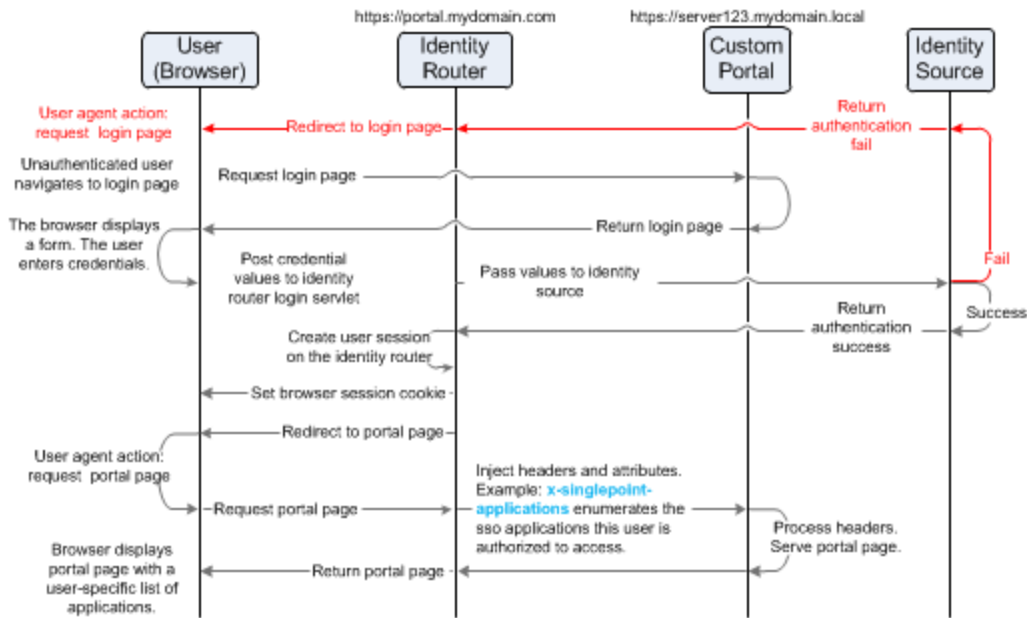 https://portal.mydomain.com
https://server123.mydomain.local
User
(Browser)
Identity
Router
Custom
Portal
Identity
Source
User agent action:
request login page
Redirect to login page
Return
authentication
fail
Unauthenticated user
navigates to login page
Request login page
The browser displays
a form. The user
enters credentials.
Return login page
Post credential
values to identity
router login servlet
Pass values to identity
source
Fail
Success
Return
authentication
success
Create user session
on the identity router
Set browser session cookie
Redirect to portal page
User agent action:
request portal page
Inject headers and attributes.
Example: x-singlepoint-
applications enumerates the
sso applications this user is
authorized to access.
Request portal page
Process headers.
Serve portal page.
Browser displays
portal page with a
user-specific list of
applications.
Return portal page